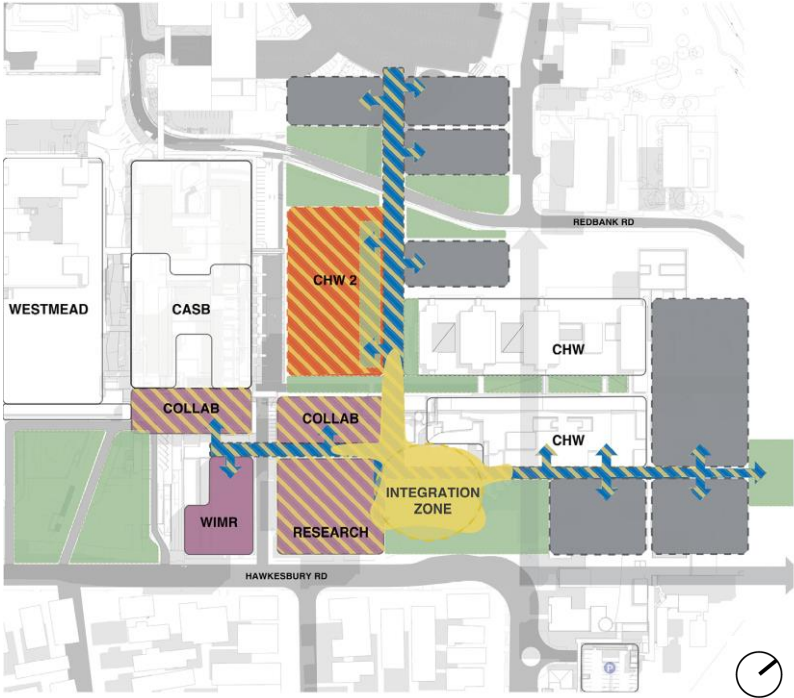 REDBANK RD
CHW 2
WESTMEAD
CASB
CHW
COLLAB
COLLAB
CHW
INTEGRATION
ZONE
WIMR
RESEARCH
HAWKESBURY RD
P